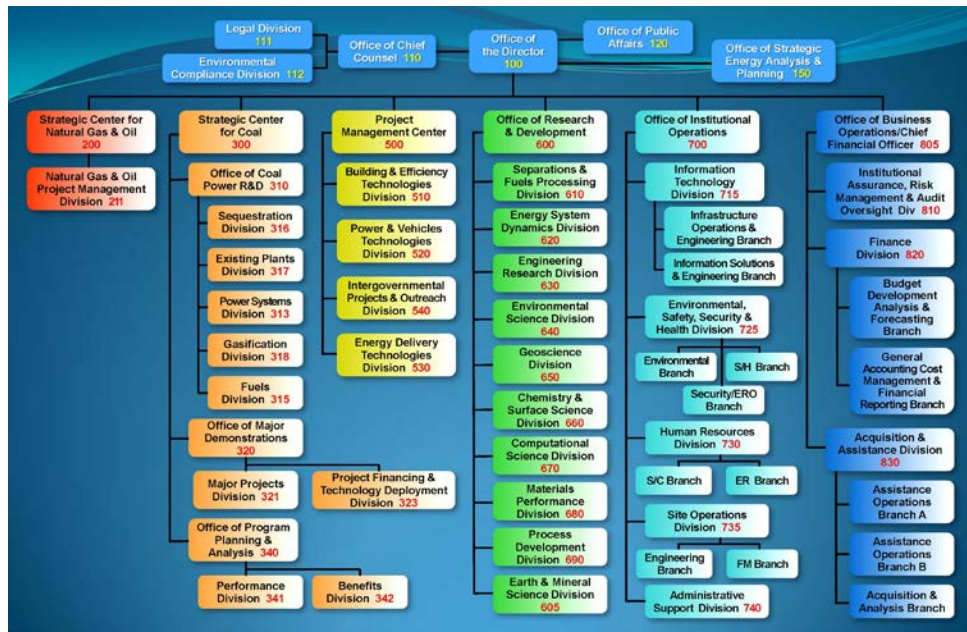 Legal Division
111
Environmental
Compliance Division 112
Office of Chief
Counsel 110
Office of
the Director
100
Office of Public
Affairs 120
Office of Strategic
Energy Analysis &
Planning 150
Strategic Center for
Natural Gas & Oil
200
Natural Gas & Oil
Project Management
Division 211
Strategic Center
for Coal
300
Office of Coal
Power R&D 310
Sequestration
Division 316
Existing Plants
Division 317
Power Systems
Division 313
Gasification
Division 318
Fuels
Division 315
Office of Major
Demonstrations
320
Major Projects
Division 321
Project Financing &
Technology Deployment
Division 323
Office of Program
Planning &
Analysis 340
Performance
Division 341
Benefits
Division 342
Project
Management Center
500
Building & Efficiency
Technologies
Division 510
Power & Vehicles
Technologies
Division 520
Intergovernmental
Projects & Outreach
Division 540
Energy Delivery
Technologies
Division 530
Office of Research
& Development
600
Separations &
Fuels Processing
Division 610
Energy System
Dynamics Division
620
Engineering
Research Division
630
Environmental
Science Division
640
Geoscience
Division
650
Chemistry &
Surface Science
Division 660
Computational
Science Division
670
Materials
Performance
Division 680
Process
Development
Division 690
Earth & Mineral
Science Division
605
Office of Institutional
Operations
700
Information
Technology
Division 715
Infrastructure
Operations &
Engineering Branch
Information Solutions
& Engineering Branch
Environmental,
Safety, Security &
Health Division 725
Environmental
Branch
S/H Branch
Security/ERO
Branch
Human Resources
Division 730
S/C Branch
ER Branch
Site Operations
Division 735
Engineering
Branch
FM Branch
Administrative
Support Division 740
Office of Business
Operations/Chief
Financial Officer 805
Institutional
Assurance, Risk
Management & Audit
Oversight Div 810
Finance
Division 820
Budget
Development
Analysis &
Forecasting
Branch
General
Accounting Cost
Management &
Financial
Reporting Branch
Acquisition &
Assistance Division
830
Assistance
Operations
Branch A
Assistance
Operations
Branch B
Acquisition &
Analysis Branch